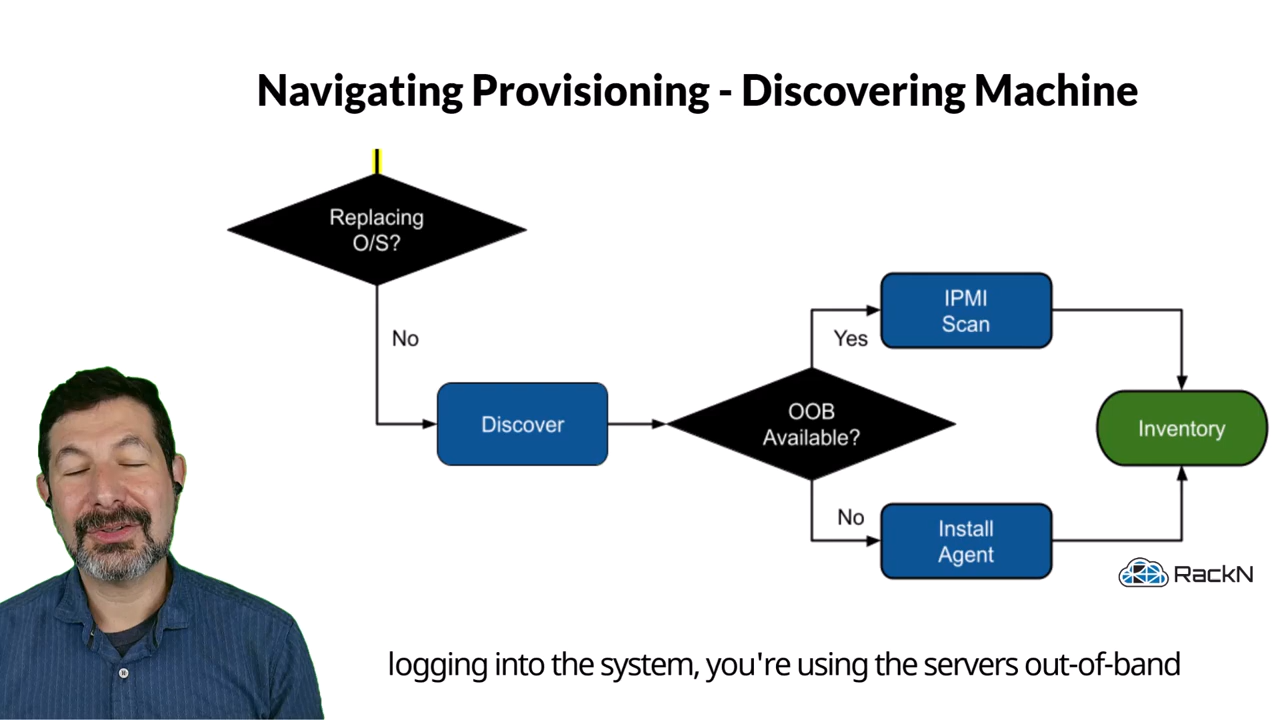 Navigating Provisioning - Discovering Machine
Replacing
O/S?
No
Discover
OOB
Available?
Yes
IPMI
Scan
No
Install
Agent
Inventory
RackN
logging into the system, you're using the servers out-of-band